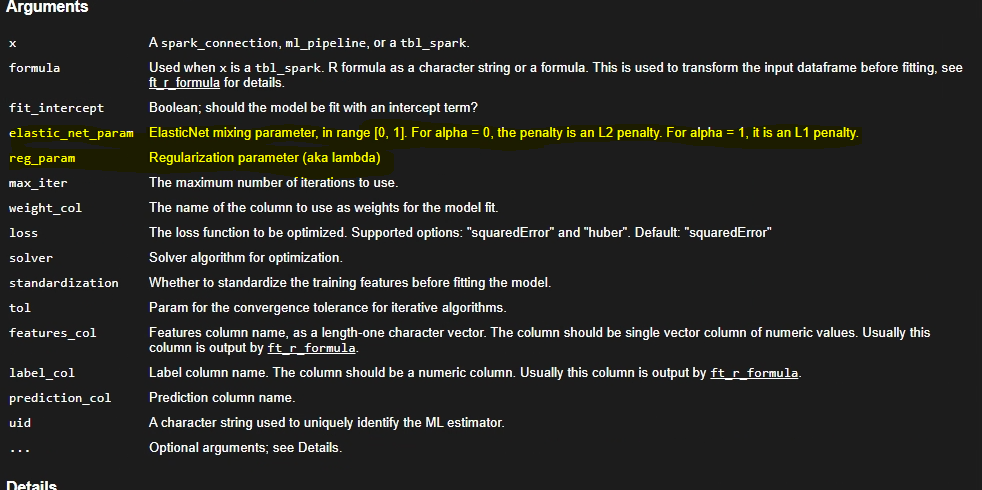 Arguments
x A spark_connection, ml_pipeline, or a tbl_spark.
formula Used when x is a tbl_spark. R formula as a character string or a formula. This is used to transform the input dataframe before fitting, see
ft_r_formula for details.
fit_intercept Boolean; should the model be fit with an intercept term?
elastic_net_param ElasticNet mixing parameter, in range [0, 1]. For alpha = 0, the penalty is an L2 penalty. For alpha = 1, it is an L1 penalty.
reg_param Regularization parameter (aka lambda)
max_iter The maximum number of iterations to use.
weight_col The name of the column to use as weights for the model fit.
loss The loss function to be optimized. Supported options: "squaredError" and "huber". Default: "squaredError"
solver Solver algorithm for optimization.
standardization Whether to standardize the training features before fitting the model.
tol Param for the convergence tolerance for iterative algorithms.
features_col Features column name, as a length-one character vector. The column should be single vector column of numeric values. Usually this
column is output by ft_r_formula.
label_col Label column name. The column should be a numeric column. Usually this column is output by ft_r_formula.
prediction_col Prediction column name.
uid A character string used to uniquely identify the ML estimator.
... Optional arguments; see Details.
Details